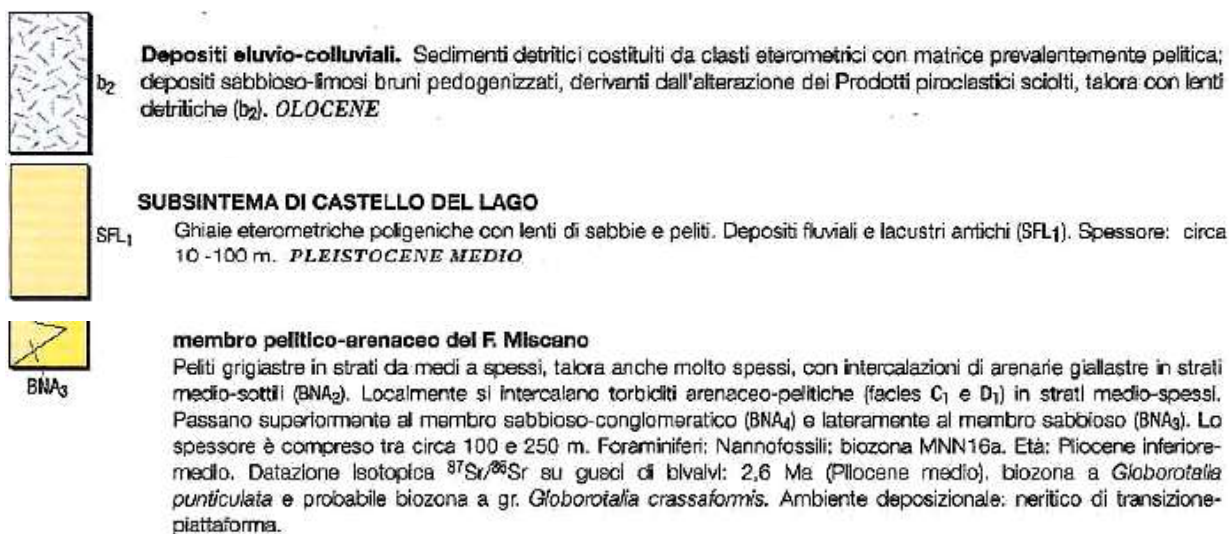 Depositi eluvio-colluviali. Sedimenti detritici costituiti da clasti eterometrici con matrice prevalentemente pelitica;
b2 depositi sabbioso-limosi bruni pedogenizzati, derivanti dall'alterazione dei Prodotti piroclastici sciolti, talora con lenti
detritiche (b2). OLOCENE
SUBSINTEMA DI CASTELLO DEL LAGO
SFL1 Ghiaie eterometriche poligeniche con lenti di sabbie e peliti. Depositi fluviali e lacustri antichi (SFL1). Spessore: circa
10 -100 m. PLEISTOCENE MEDIO
membro pelitico-arenaceo del F. Miscano
Peliti grigiastre in strati da medi a spessi, talora anche molto spessi, con intercalazioni di arenarie giallastre in strati
BNA3 medio-sottili (BNA2). Localmente si intercalano torbiditi arenaceo-pelitiche (facies C1 e D1) in strati medio-spessi.
Passano superiormente al membro sabbioso-conglomeratico (BNA4) e lateralmente al membro sabbioso (BNA3). Lo
spessore è compreso tra circa 100 e 250 m. Foraminiferi; Nannofossili; biozona MNN16a. Età: Pliocene inferiore-
medio. Datazione isotopica 87Sr/86Sr su gusci di bivalvi: 2,6 Ma (Pliocene medio), biozona a Globorotalia
punticulata e probabile biozona a gr. Globorotalia crassaformis. Ambiente deposizionale: neritico di transizione-
piattaforma.